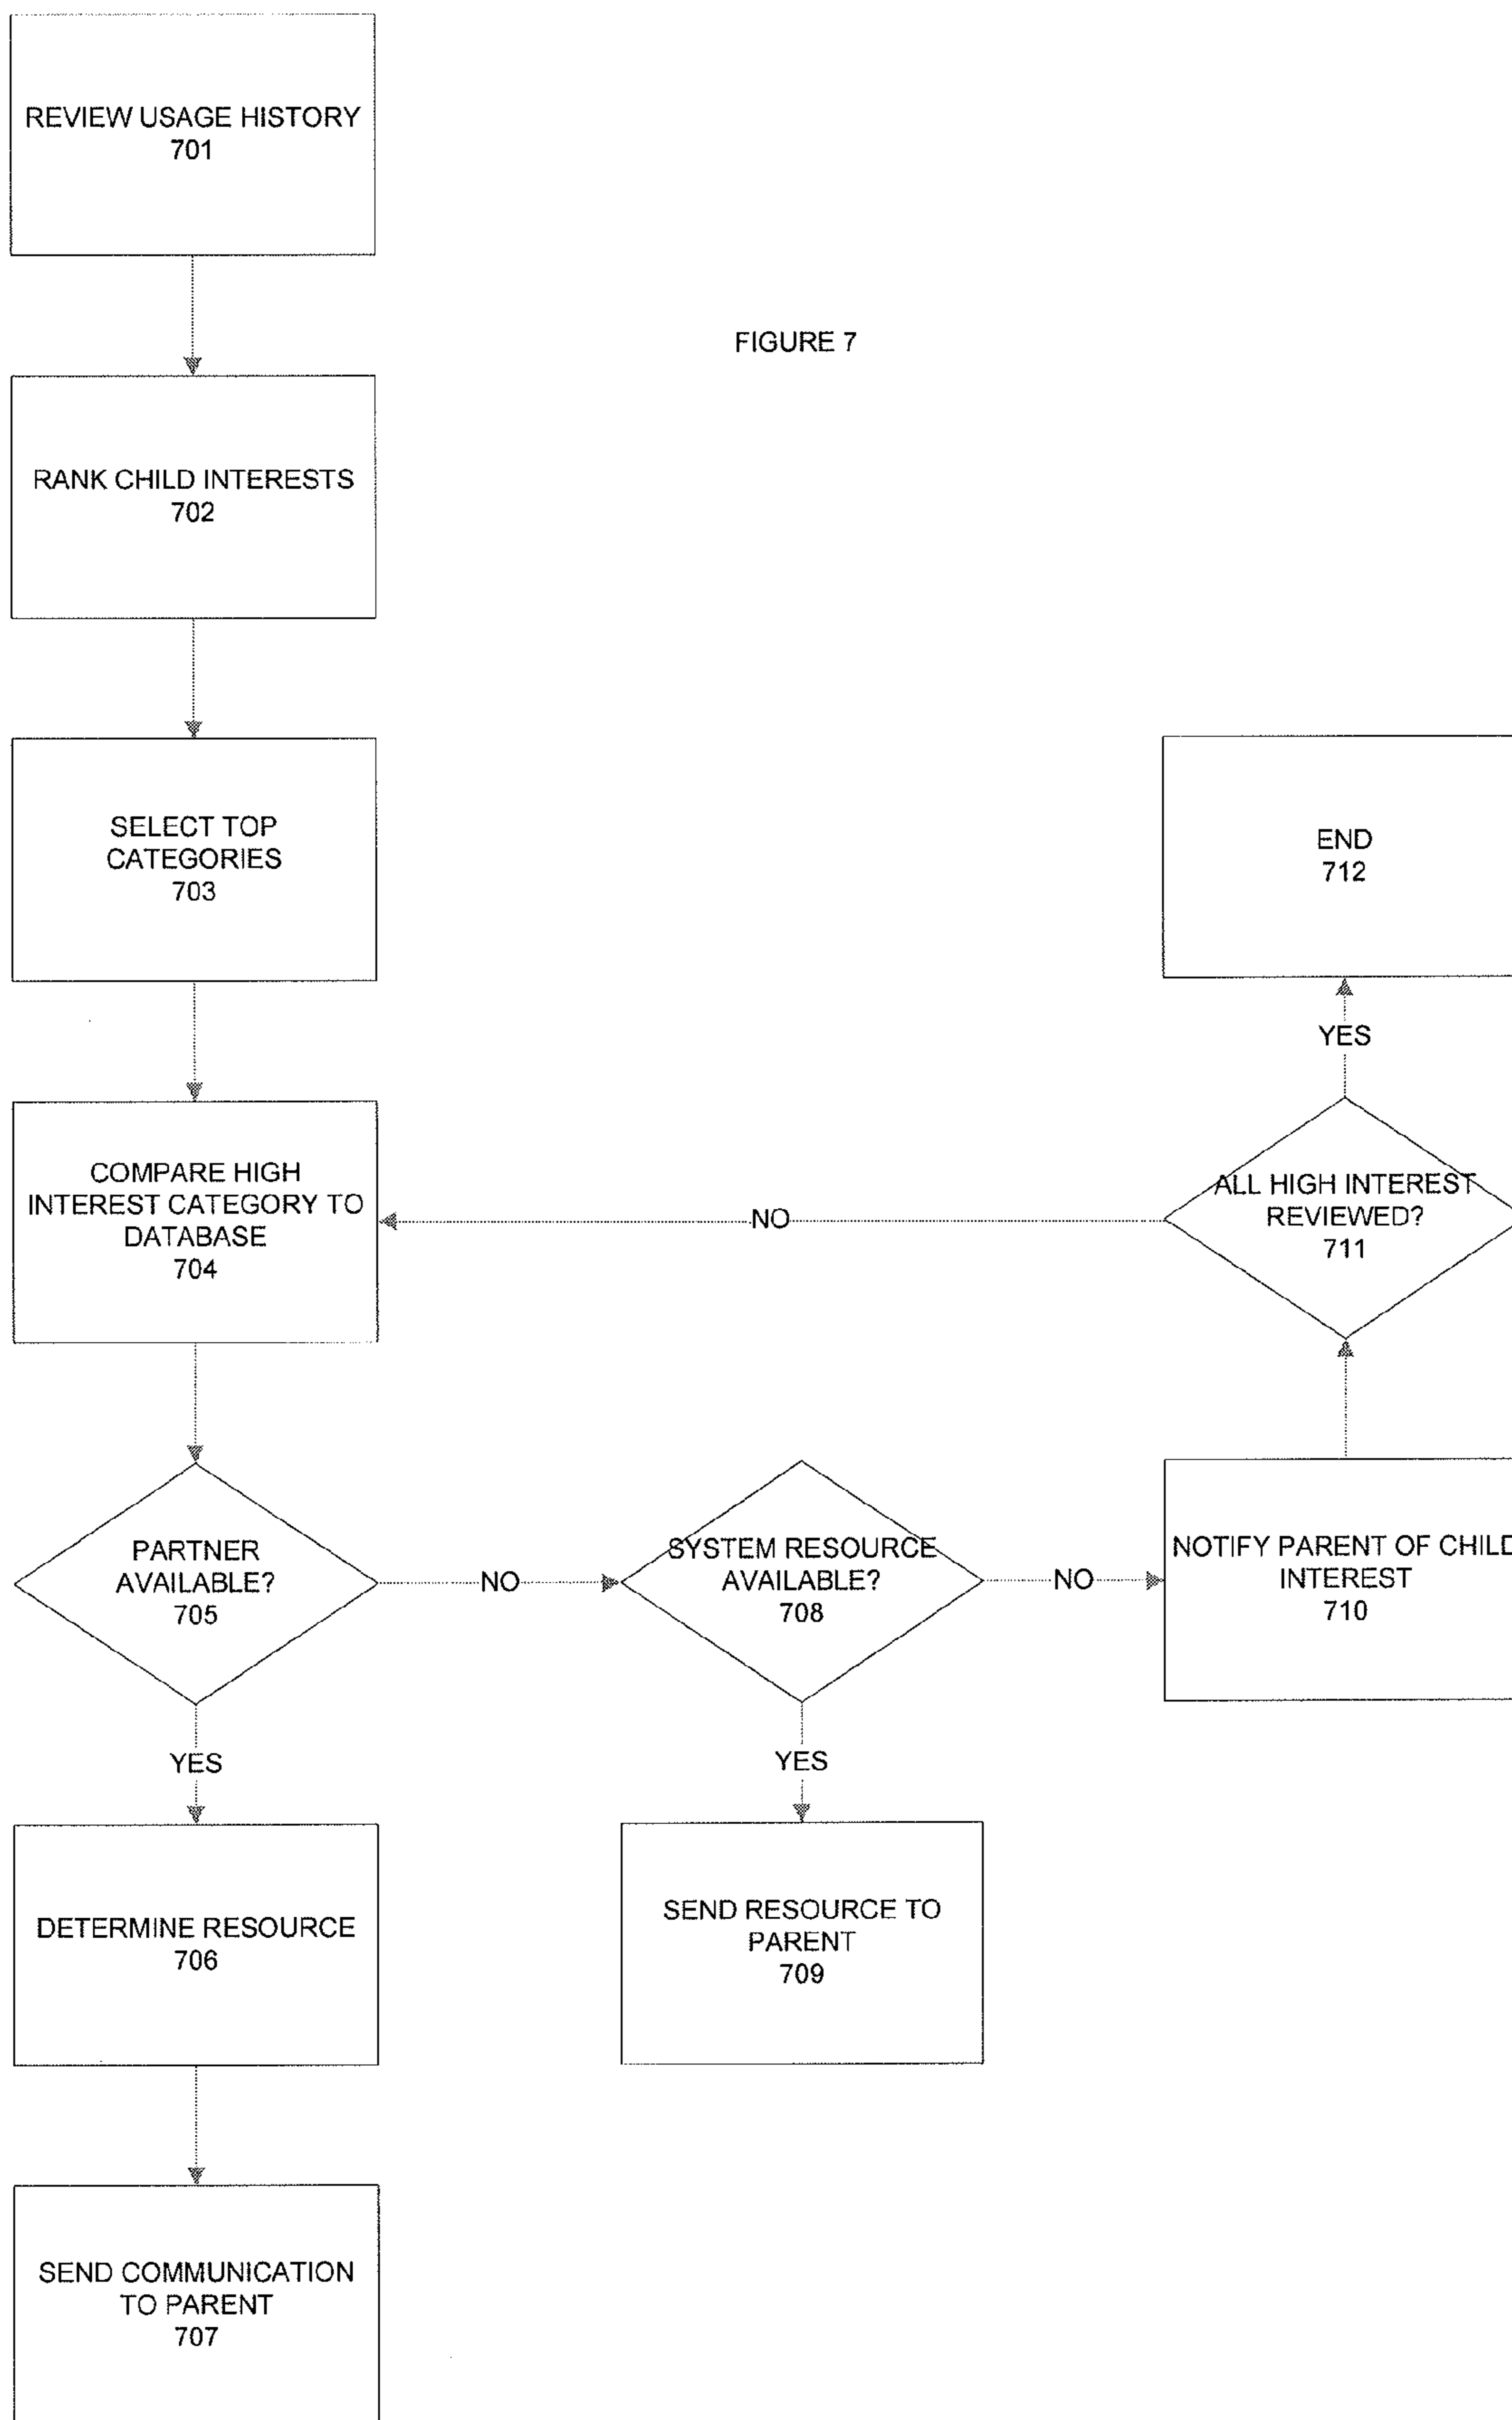 REVIEW USAGE HISTORY
701
FIGURE 7
RANK CHILD INTERESTS
702
SELECT TOP
CATEGORIES
703
END
712
YES
COMPARE HIGH
INTEREST CATEGORY TO
DATABASE
704
NO
ALL HIGH INTEREST
REVIEWED?
711
PARTNER
AVAILABLE?
705
NO
SYSTEM RESOURCE
AVAILABLE?
708
NO
NOTIFY PARENT OF CHILD
INTEREST
710
YES
YES
DETERMINE RESOURCE
706
SEND RESOURCE TO
PARENT
709
SEND COMMUNICATION
TO PARENT
707